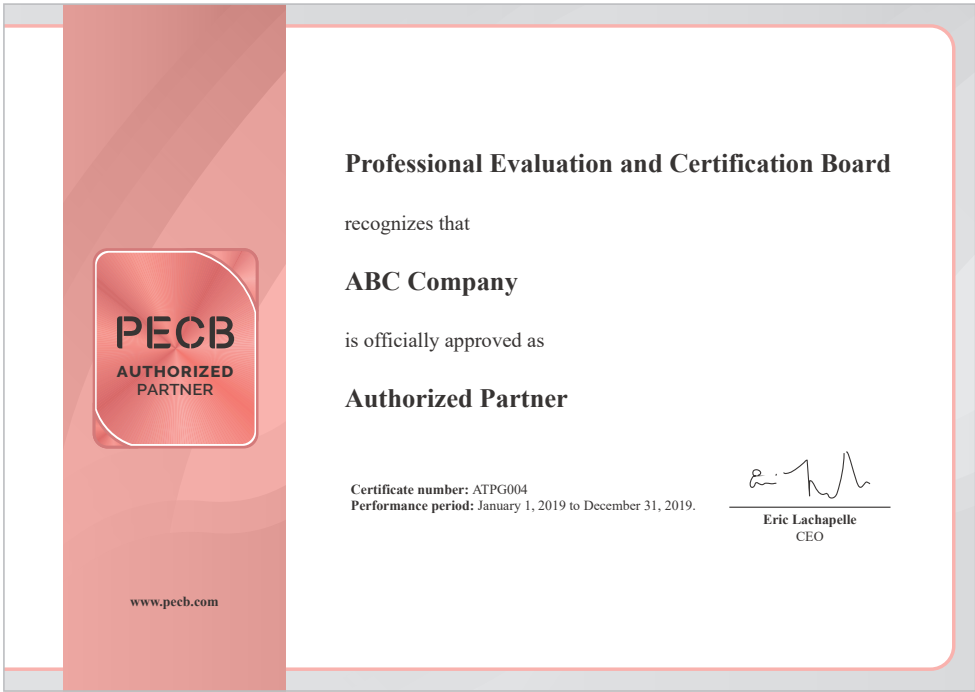 Professional Evaluation and Certification Board
recognizes that
ABC Company
is officially approved as
Authorized Partner
PECB
AUTHORIZED
PARTNER
Certificate number: ATPG004
Performance period: January 1, 2019 to December 31, 2019.
Eric Lachapelle
CEO
www.pecb.com